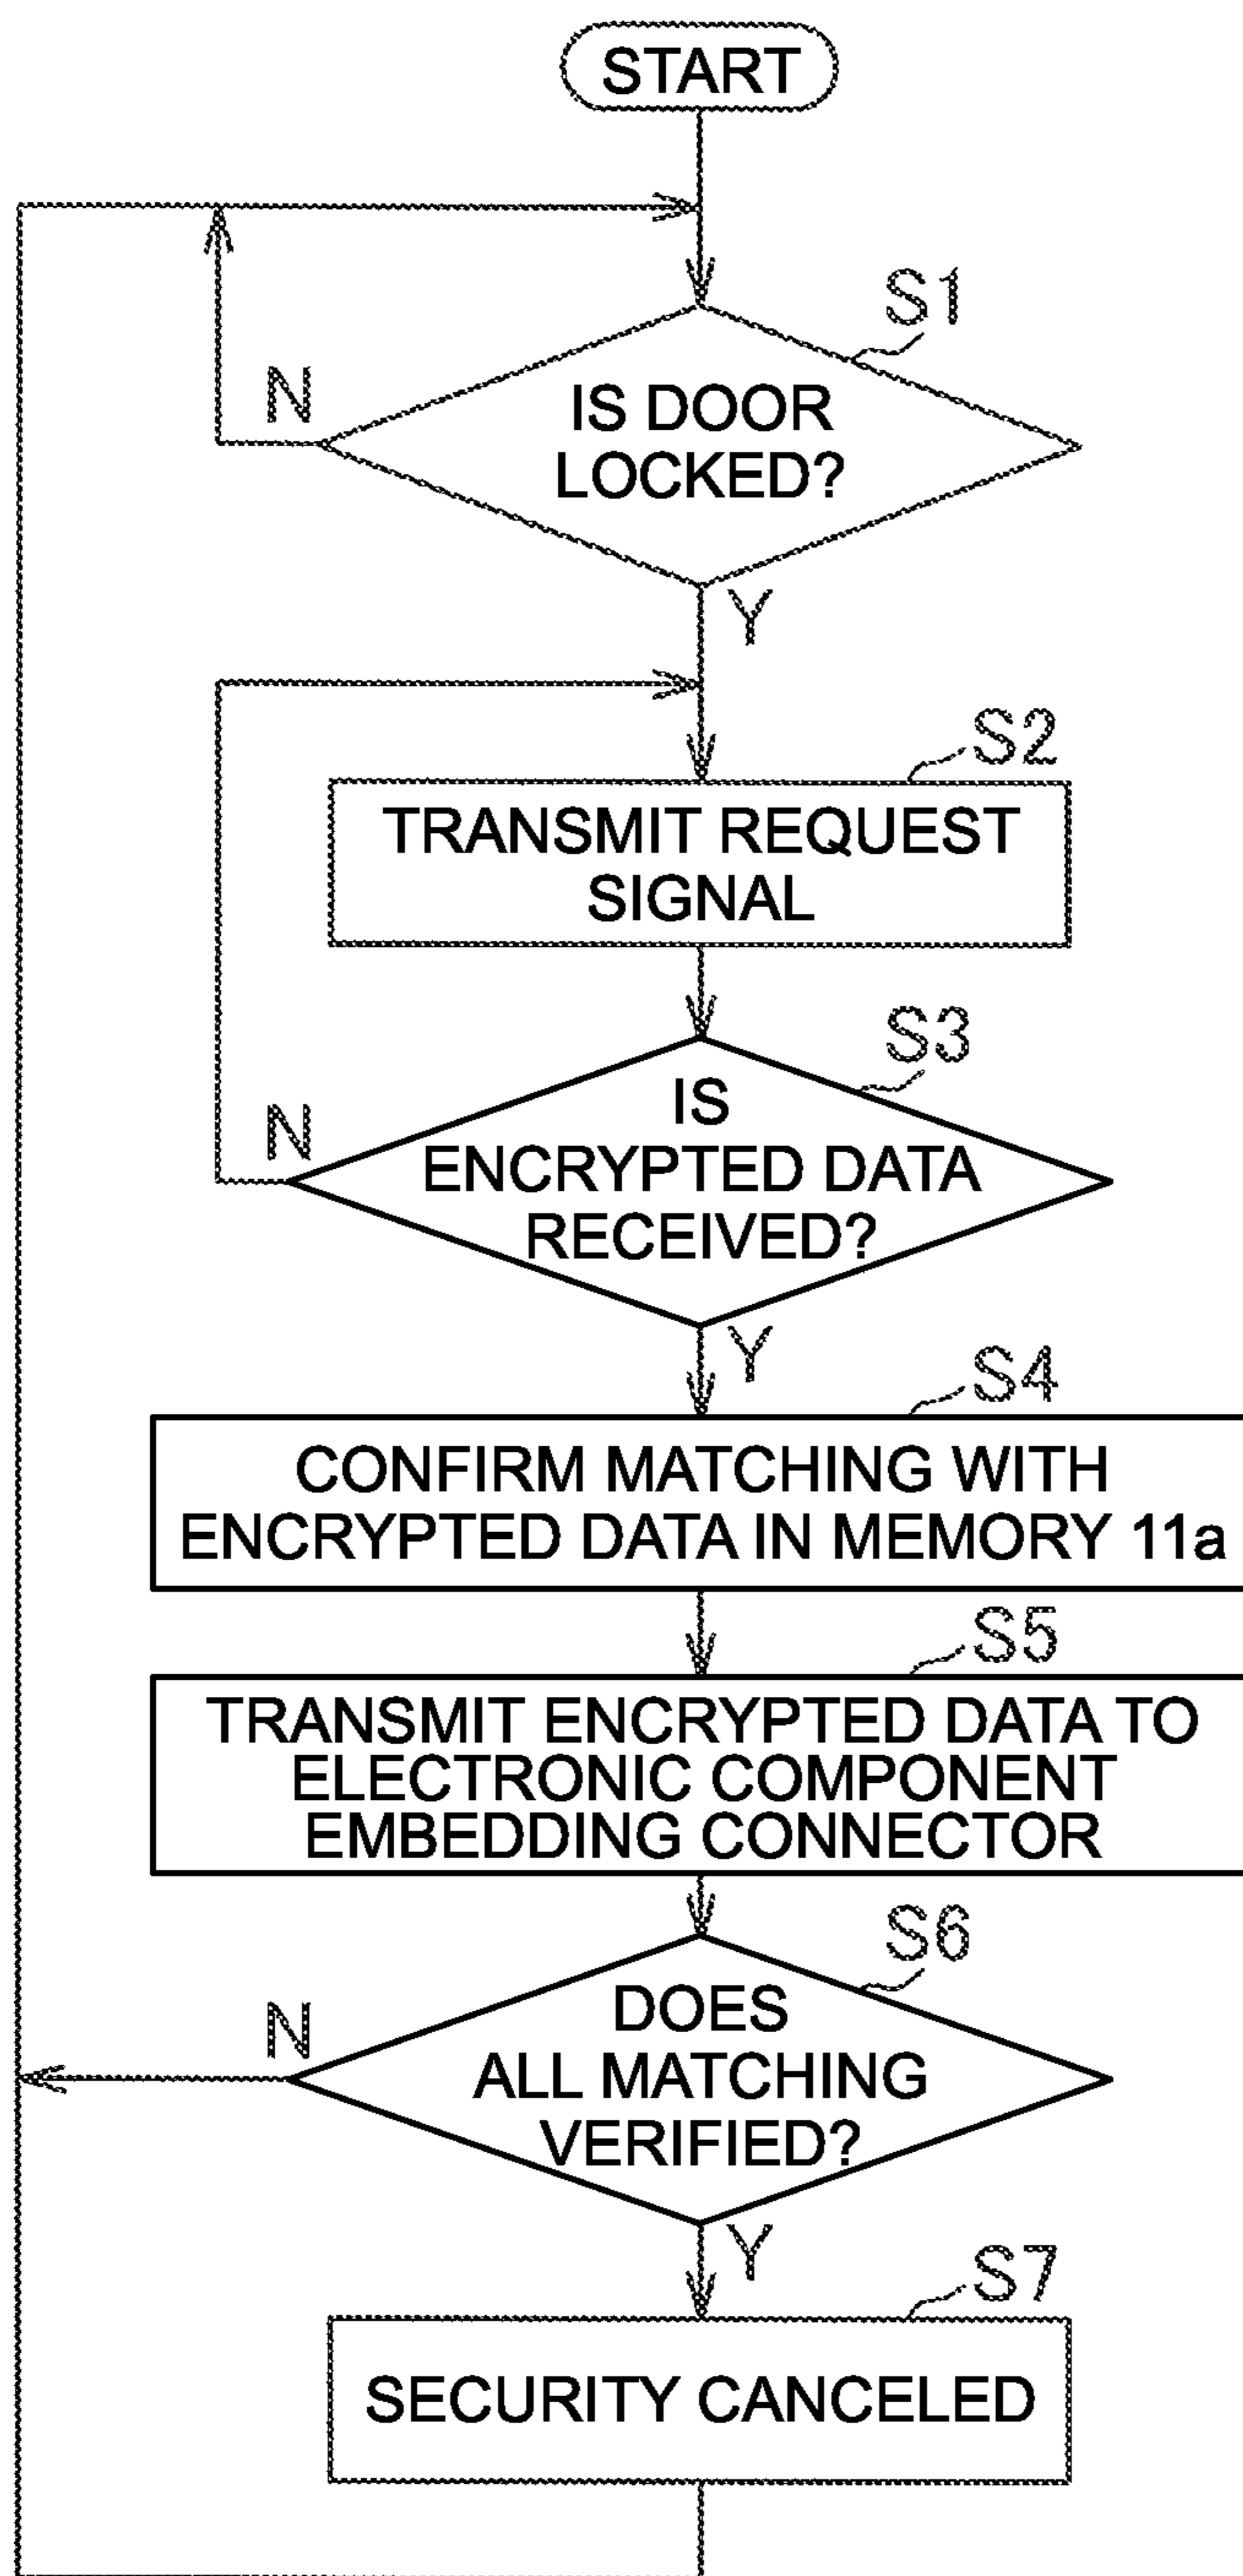 START
S1
N
IS DOOR
LOCKED?
Y
S2
TRANSMIT REQUEST
SIGNAL
S3
N
IS
ENCRYPTED DATA
RECEIVED?
Y
S4
CONFIRM MATCHING WITH
ENCRYPTED DATA IN MEMORY 11a
S5
TRANSMIT ENCRYPTED DATA TO
ELECTRONIC COMPONENT
EMBEDDING CONNECTOR
S6
N
DOES
ALL MATCHING
VERIFIED?
Y
S7
SECURITY CANCELED